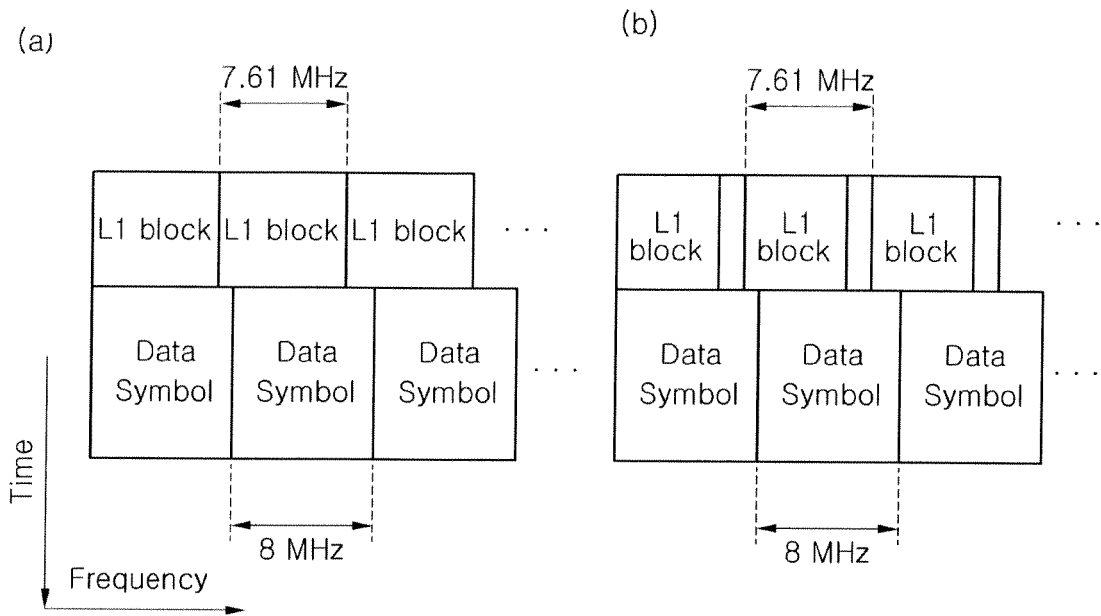 (a)
7.61 MHz
L1 block L1 block L1 block . . .
Data Symbol Data Symbol Data Symbol . . .
8 MHz
(b)
7.61 MHz
L1 block L1 block L1 block . . .
Data Symbol Data Symbol Data Symbol . . .
8 MHz
Time
Frequency